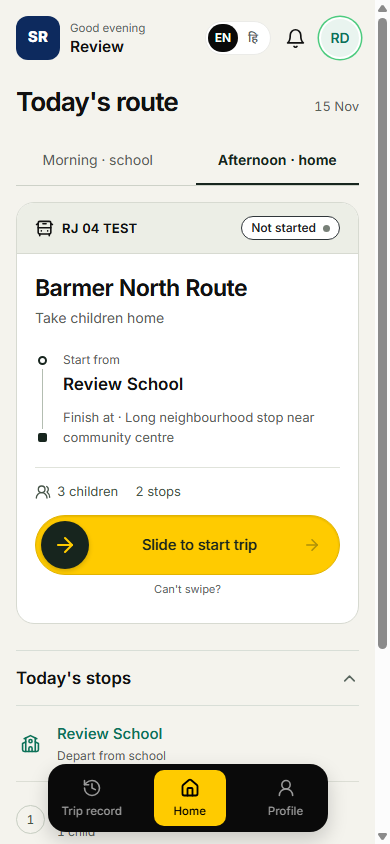 SR
Good evening
Review
EN
हि
RD
Today's route
15 Nov
Morning · school
Afternoon · home
RJ 04 TEST
Not started
Barmer North Route
Take children home
Start from
Review School
Finish at · Long neighbourhood stop near
community centre
3 children
2 stops
Slide to start trip
Can't swipe?
Today's stops
Review School
Depart from school
1
1 child
Trip record
Home
Profile